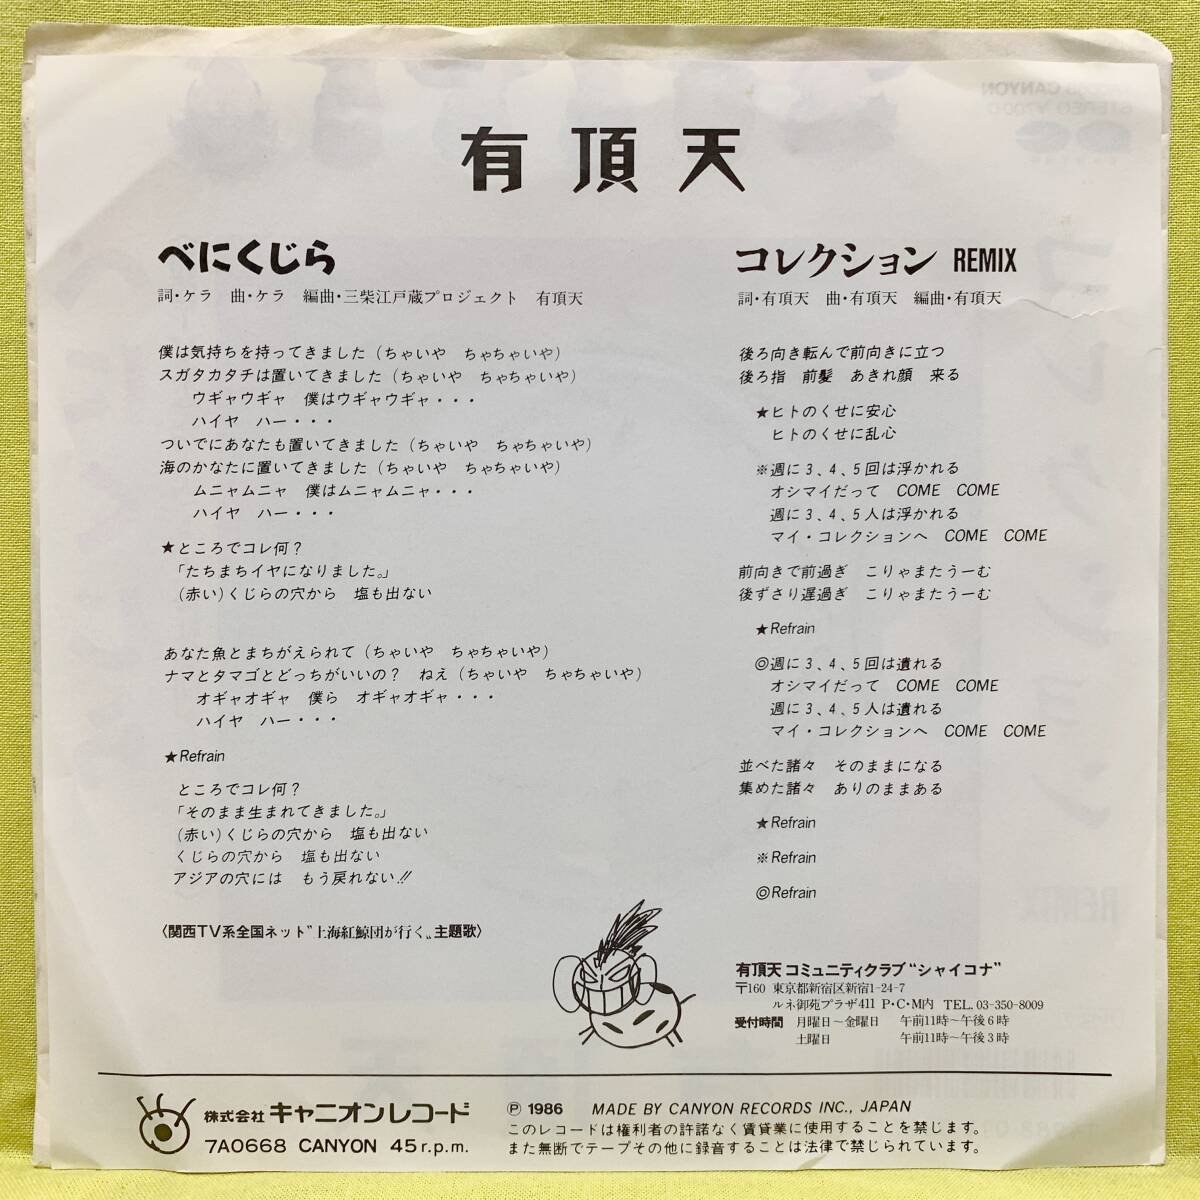 有頂天
べにくじら
詞・ケラ　曲・ケラ　編曲・三柴江戸蔵プロジェクト　有頂天
僕は気持ちを持ってきました（ちゃいや　ちゃちゃいや）
スガタカタチは置いてきました（ちゃいや　ちゃちゃいや）
ウギャウギャ　僕はウギャウギャ・・・
ハイヤ　ハー・・・
ついでにあなたも置いてきました（ちゃいや　ちゃちゃいや）
海のかなたに置いてきました（ちゃいや　ちゃちゃいや）
ムニャムニャ　僕はムニャムニャ・・・
ハイヤ　ハー・・・
★ところでコレ何？
「たちまちイヤになりました。」
（赤い）くじらの穴から　塩も出ない
あなた魚とまちがえられて（ちゃいや　ちゃちゃいや）
ナマとタマゴとどっちがいいの？　ねえ（ちゃいや　ちゃちゃいや）
オギャオギャ　僕ら　オギャオギャ・・・
ハイヤ　ハー・・・
★Refrain
ところでコレ何？
「そのまま生まれてきました。」
（赤い）くじらの穴から　塩も出ない
くじらの穴から　塩も出ない
アジアの穴には　もう戻れない!!
〈関西TV系全国ネット〝上海紅鯨団が行く〟主題歌〉
コレクション REMIX
詞・有頂天　曲・有頂天　編曲・有頂天
後ろ向き転んで前向きに立つ
後ろ指　前髪　あきれ顔　来る
★ヒトのくせに安心
ヒトのくせに乱心
※週に3、4、5回は浮かれる
オシマイだって　COME　COME
週に3、4、5人は浮かれる
マイ・コレクションへ　COME　COME
前向きで前過ぎ　こりゃまたうーむ
後ずさり遅過ぎ　こりゃまたうーむ
★Refrain
◎週に3、4、5回は遺れる
オシマイだって　COME　COME
週に3、4、5人は遺れる
マイ・コレクションへ　COME　COME
並べた諸々　そのままになる
集めた諸々　ありのままある
★Refrain
※Refrain
◎Refrain
有頂天コミュニティクラブ“シャイコナ”
〒160　東京都新宿区新宿1-24-7
ルネ御苑プラザ411　P・C・M内　TEL. 03-350-8009
受付時間　月曜日～金曜日　午前11時～午後6時
土曜日　午前11時～午後3時
株式会社 キャニオンレコード
7A0668 CANYON 45 r.p.m.
Ⓟ 1986　MADE BY CANYON RECORDS INC., JAPAN
このレコードは権利者の許諾なく賃貸業に使用することを禁じます。
また無断でテープその他に録音することは法律で禁じられています。